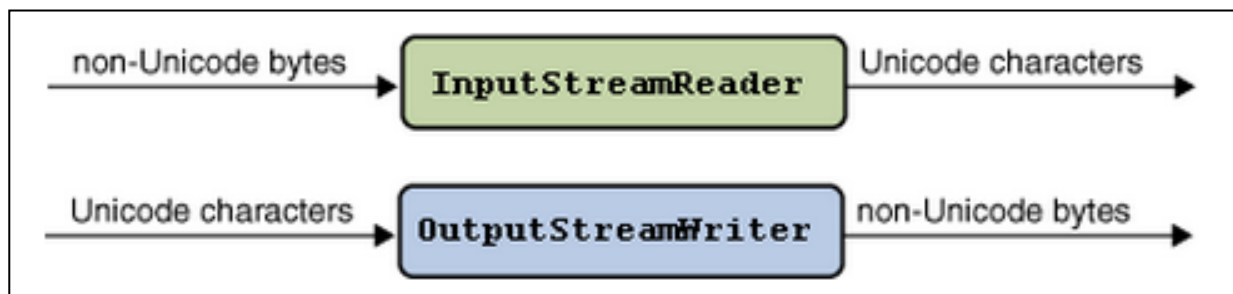 non-Unicode bytes InputStreamReader Unicode characters
Unicode characters OutputStreamWriter non-Unicode bytes